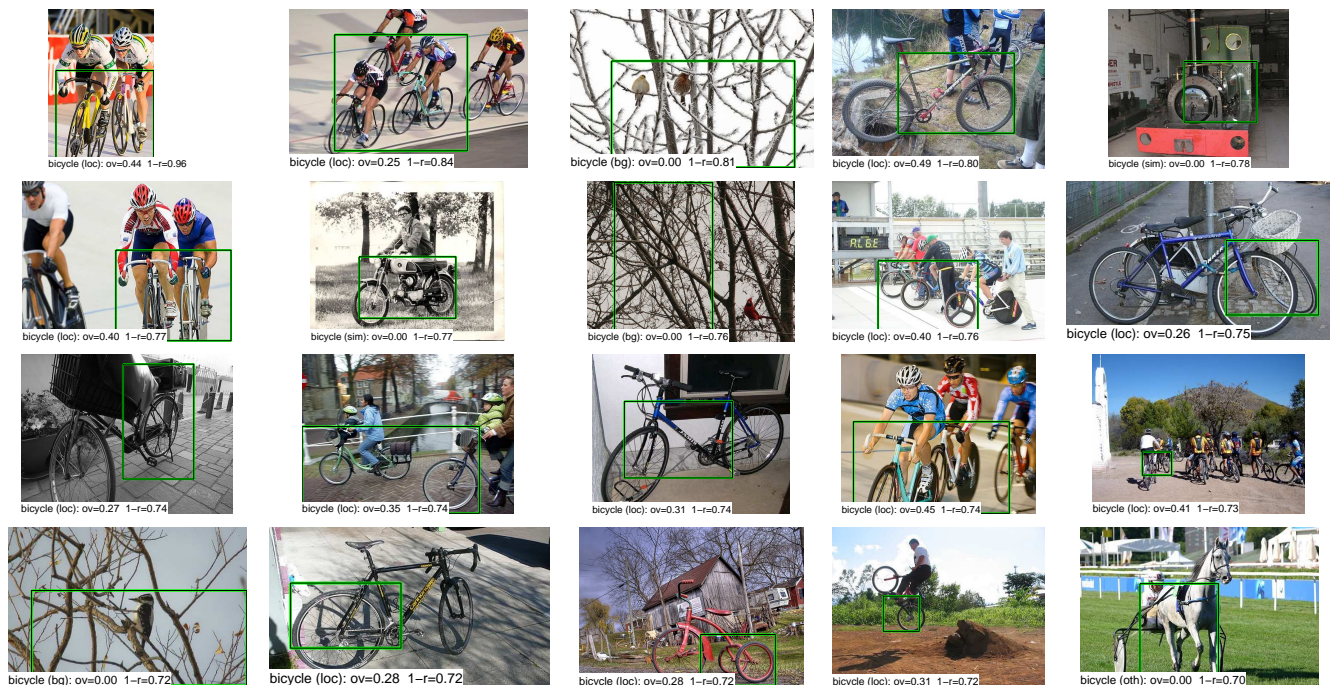 bicycle (loc): ov=0.44 1−r=0.96
bicycle (loc): ov=0.25 1−r=0.84
bicycle (bg): ov=0.00 1−r=0.81
bicycle (loc): ov=0.49 1−r=0.80
bicycle (sim): ov=0.00 1−r=0.78
ALGE
bicycle (loc): ov=0.40 1−r=0.77
bicycle (sim): ov=0.00 1−r=0.77
bicycle (bg): ov=0.00 1−r=0.76
bicycle (loc): ov=0.40 1−r=0.76
bicycle (loc): ov=0.26 1−r=0.75
bicycle (loc): ov=0.27 1−r=0.74
bicycle (loc): ov=0.35 1−r=0.74
bicycle (loc): ov=0.31 1−r=0.74
bicycle (loc): ov=0.45 1−r=0.74
bicycle (loc): ov=0.41 1−r=0.73
bicycle (bg): ov=0.00 1−r=0.72
bicycle (loc): ov=0.28 1−r=0.72
bicycle (loc): ov=0.28 1−r=0.72
bicycle (loc): ov=0.31 1−r=0.72
bicycle (oth): ov=0.00 1−r=0.70